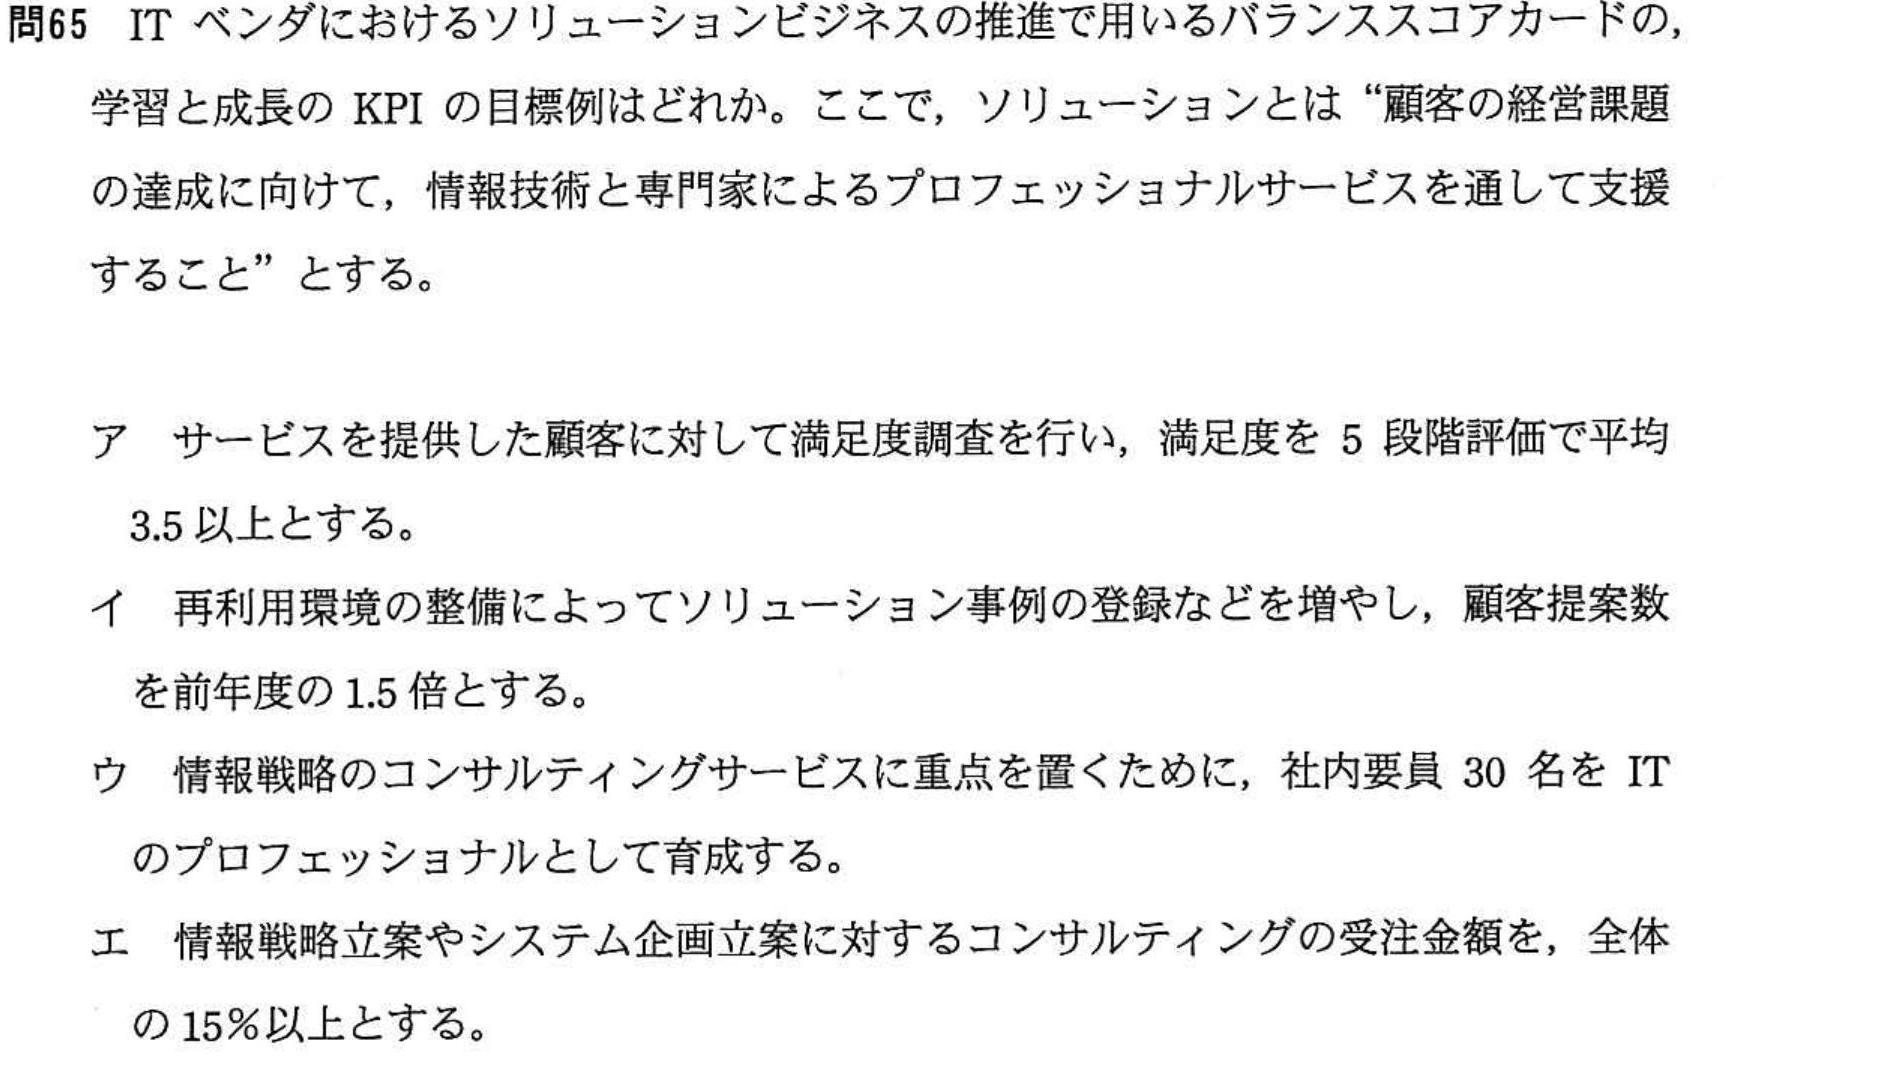 問65 IT ベンダにおけるソリューションビジネスの推進で用いるバランススコアカードの，
学習と成長の KPI の目標例はどれか。ここで，ソリューションとは “顧客の経営課題
の達成に向けて，情報技術と専門家によるプロフェッショナルサービスを通して支援
すること” とする。
ア サービスを提供した顧客に対して満足度調査を行い，満足度を 5 段階評価で平均
3.5 以上とする。
イ 再利用環境の整備によってソリューション事例の登録などを増やし，顧客提案数
を前年度の 1.5 倍とする。
ウ 情報戦略のコンサルティングサービスに重点を置くために，社内要員 30 名を IT
のプロフェッショナルとして育成する。
エ 情報戦略立案やシステム企画立案に対するコンサルティングの受注金額を，全体
の 15％以上とする。